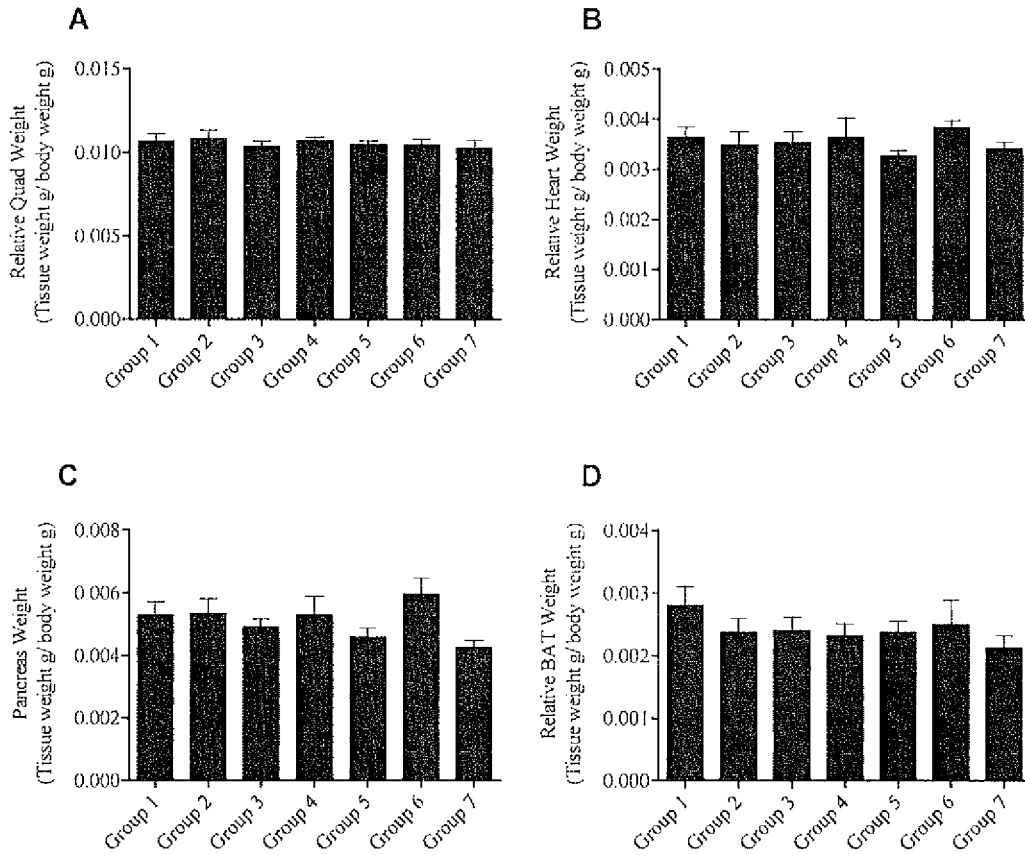 A
Relative Quad Weight
(Tissue weight g/ body weight g)
0.015
0.010
0.005
0.000
Group 1
Group 2
Group 3
Group 4
Group 5
Group 6
Group 7
B
Relative Heart Weight
(Tissue weight g/ body weight g)
0.005
0.004
0.003
0.002
0.001
0.000
Group 1
Group 2
Group 3
Group 4
Group 5
Group 6
Group 7
C
Pancreas Weight
(Tissue weight g/ body weight g)
0.008
0.006
0.004
0.002
0.000
Group 1
Group 2
Group 3
Group 4
Group 5
Group 6
Group 7
D
Relative BAT Weight
(Tissue weight g/ body weight g)
0.004
0.003
0.002
0.001
0.000
Group 1
Group 2
Group 3
Group 4
Group 5
Group 6
Group 7